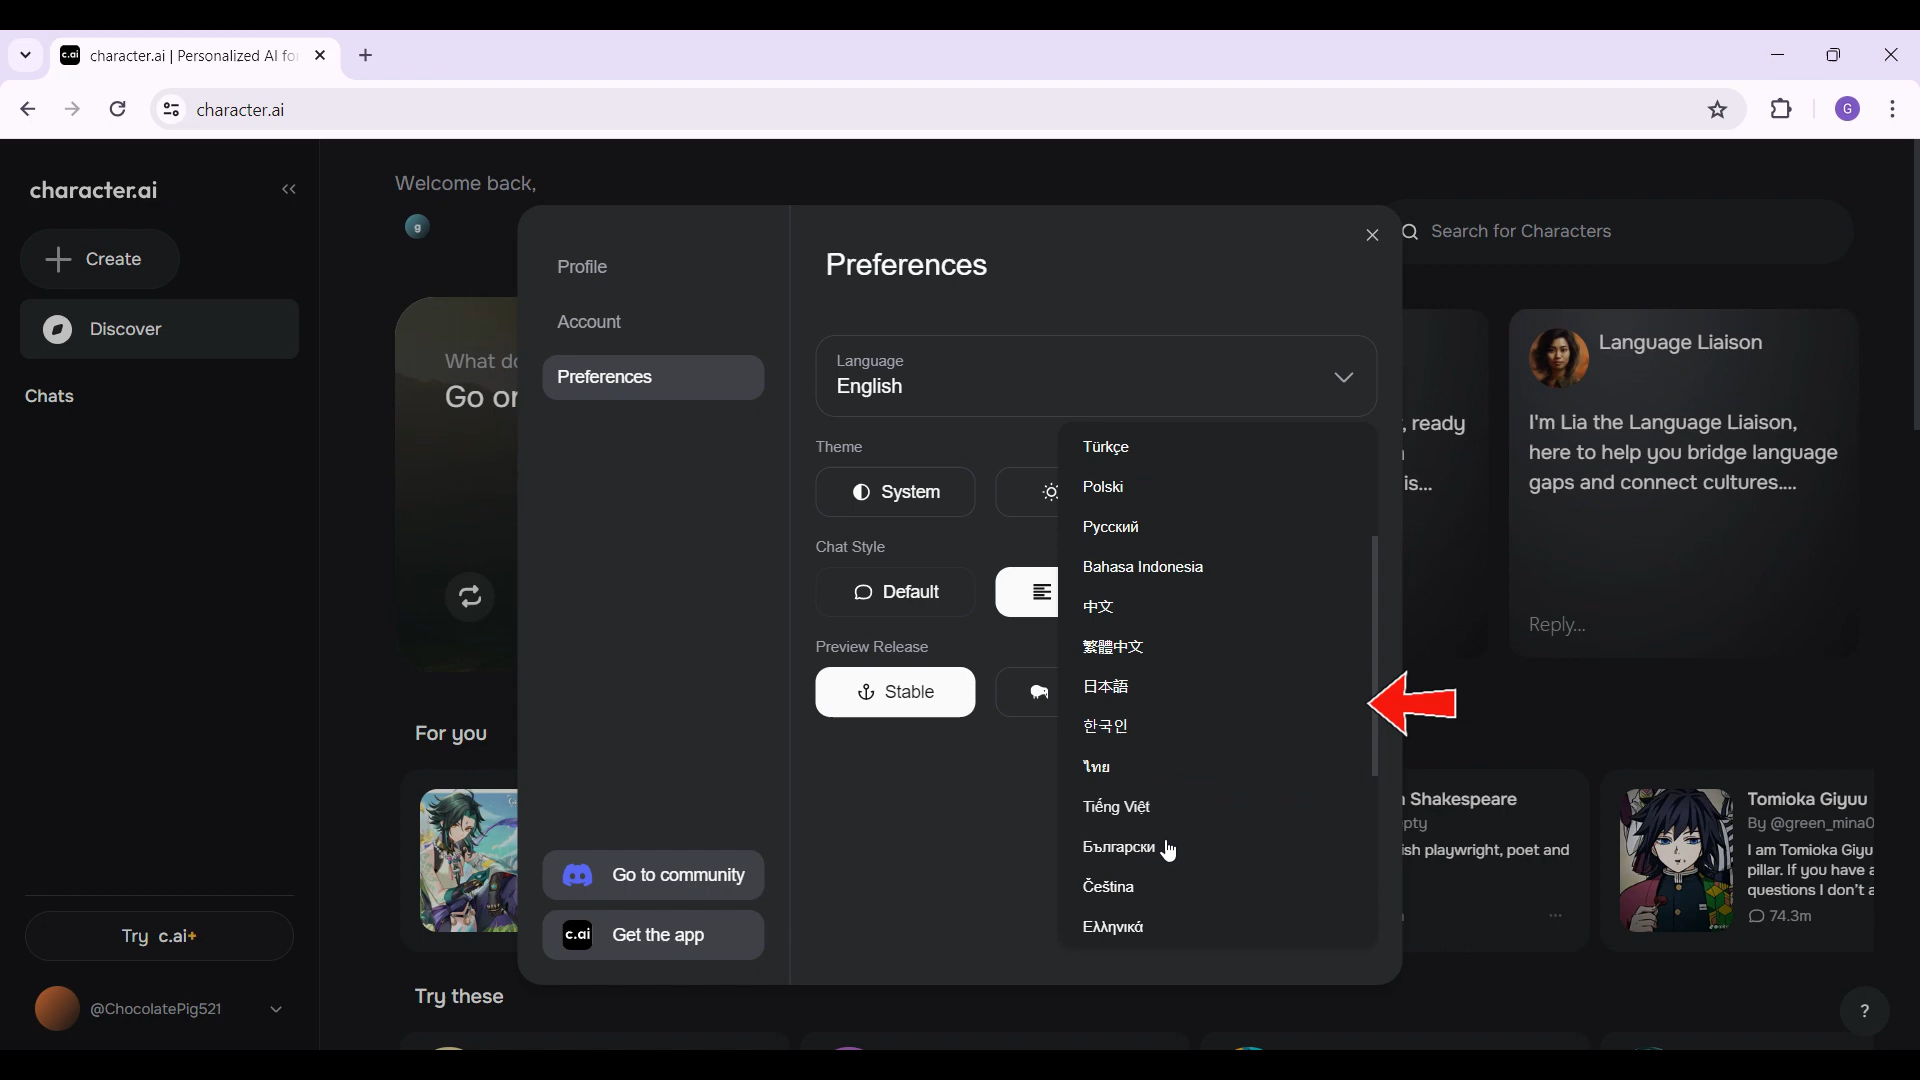 c.ai character.ai | Personalized AI fo
character.ai
G
character.ai
Create
Discover
Chats
Try c.ai+
@ChocolatePig521
Welcome back,
g
Search for Characters
What do
Go or
Profile
Account
Preferences
Go to community
c.ai Get the app
Preferences
Language
English
Theme
System
Chat Style
Default
Preview Release
Stable
Türkçe
Polski
Русский
Bahasa Indonesia
中文
繁體中文
日本語
한국인
ไทย
Tiếng Việt
Български
Čeština
Ελληνικά
, ready
is...
Language Liaison
I'm Lia the Language Liaison,
here to help you bridge language
gaps and connect cultures....
Reply...
For you
Shakespeare
pty
ish playwright, poet and
...
Tomioka Giyuu
By @green_mina0
I am Tomioka Giyu
pillar. If you have a
questions I don't a
74.3m
Try these
?